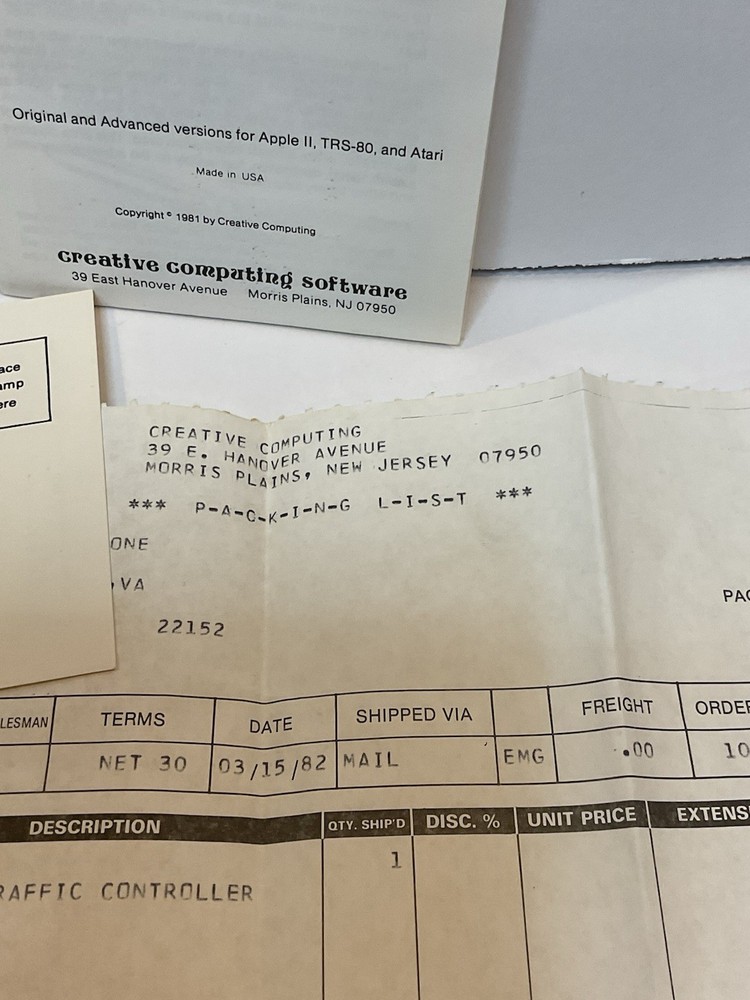 Original and Advanced versions for Apple II, TRS-80, and Atari
Made in USA
Copyright © 1981 by Creative Computing
creative computing software
39 East Hanover Avenue Morris Plains, NJ 07950
ace
amp
ere
CREATIVE COMPUTING
39 E. HANOVER AVENUE
MORRIS PLAINS, NEW JERSEY 07950
*** P-A-C-K-I-N-G L-I-S-T ***
ONE
,VA
22152
PAG
LESMAN TERMS DATE SHIPPED VIA FREIGHT ORDER
NET 30 03/15/82 MAIL EMG .00 10
DESCRIPTION QTY. SHIP'D DISC. % UNIT PRICE EXTENS
1
RAFFIC CONTROLLER